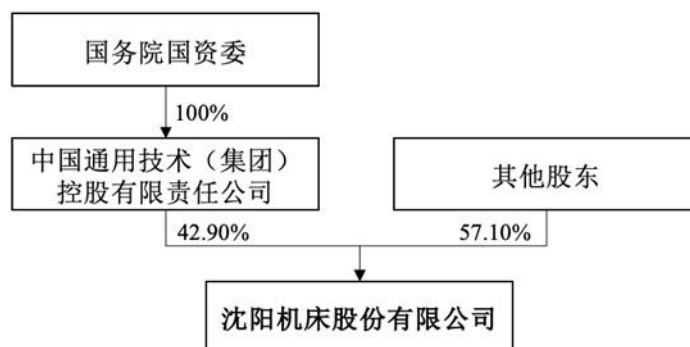 国务院国资委
100%
中国通用技术（集团）
控股有限责任公司
其他股东
42.90%
57.10%
沈阳机床股份有限公司